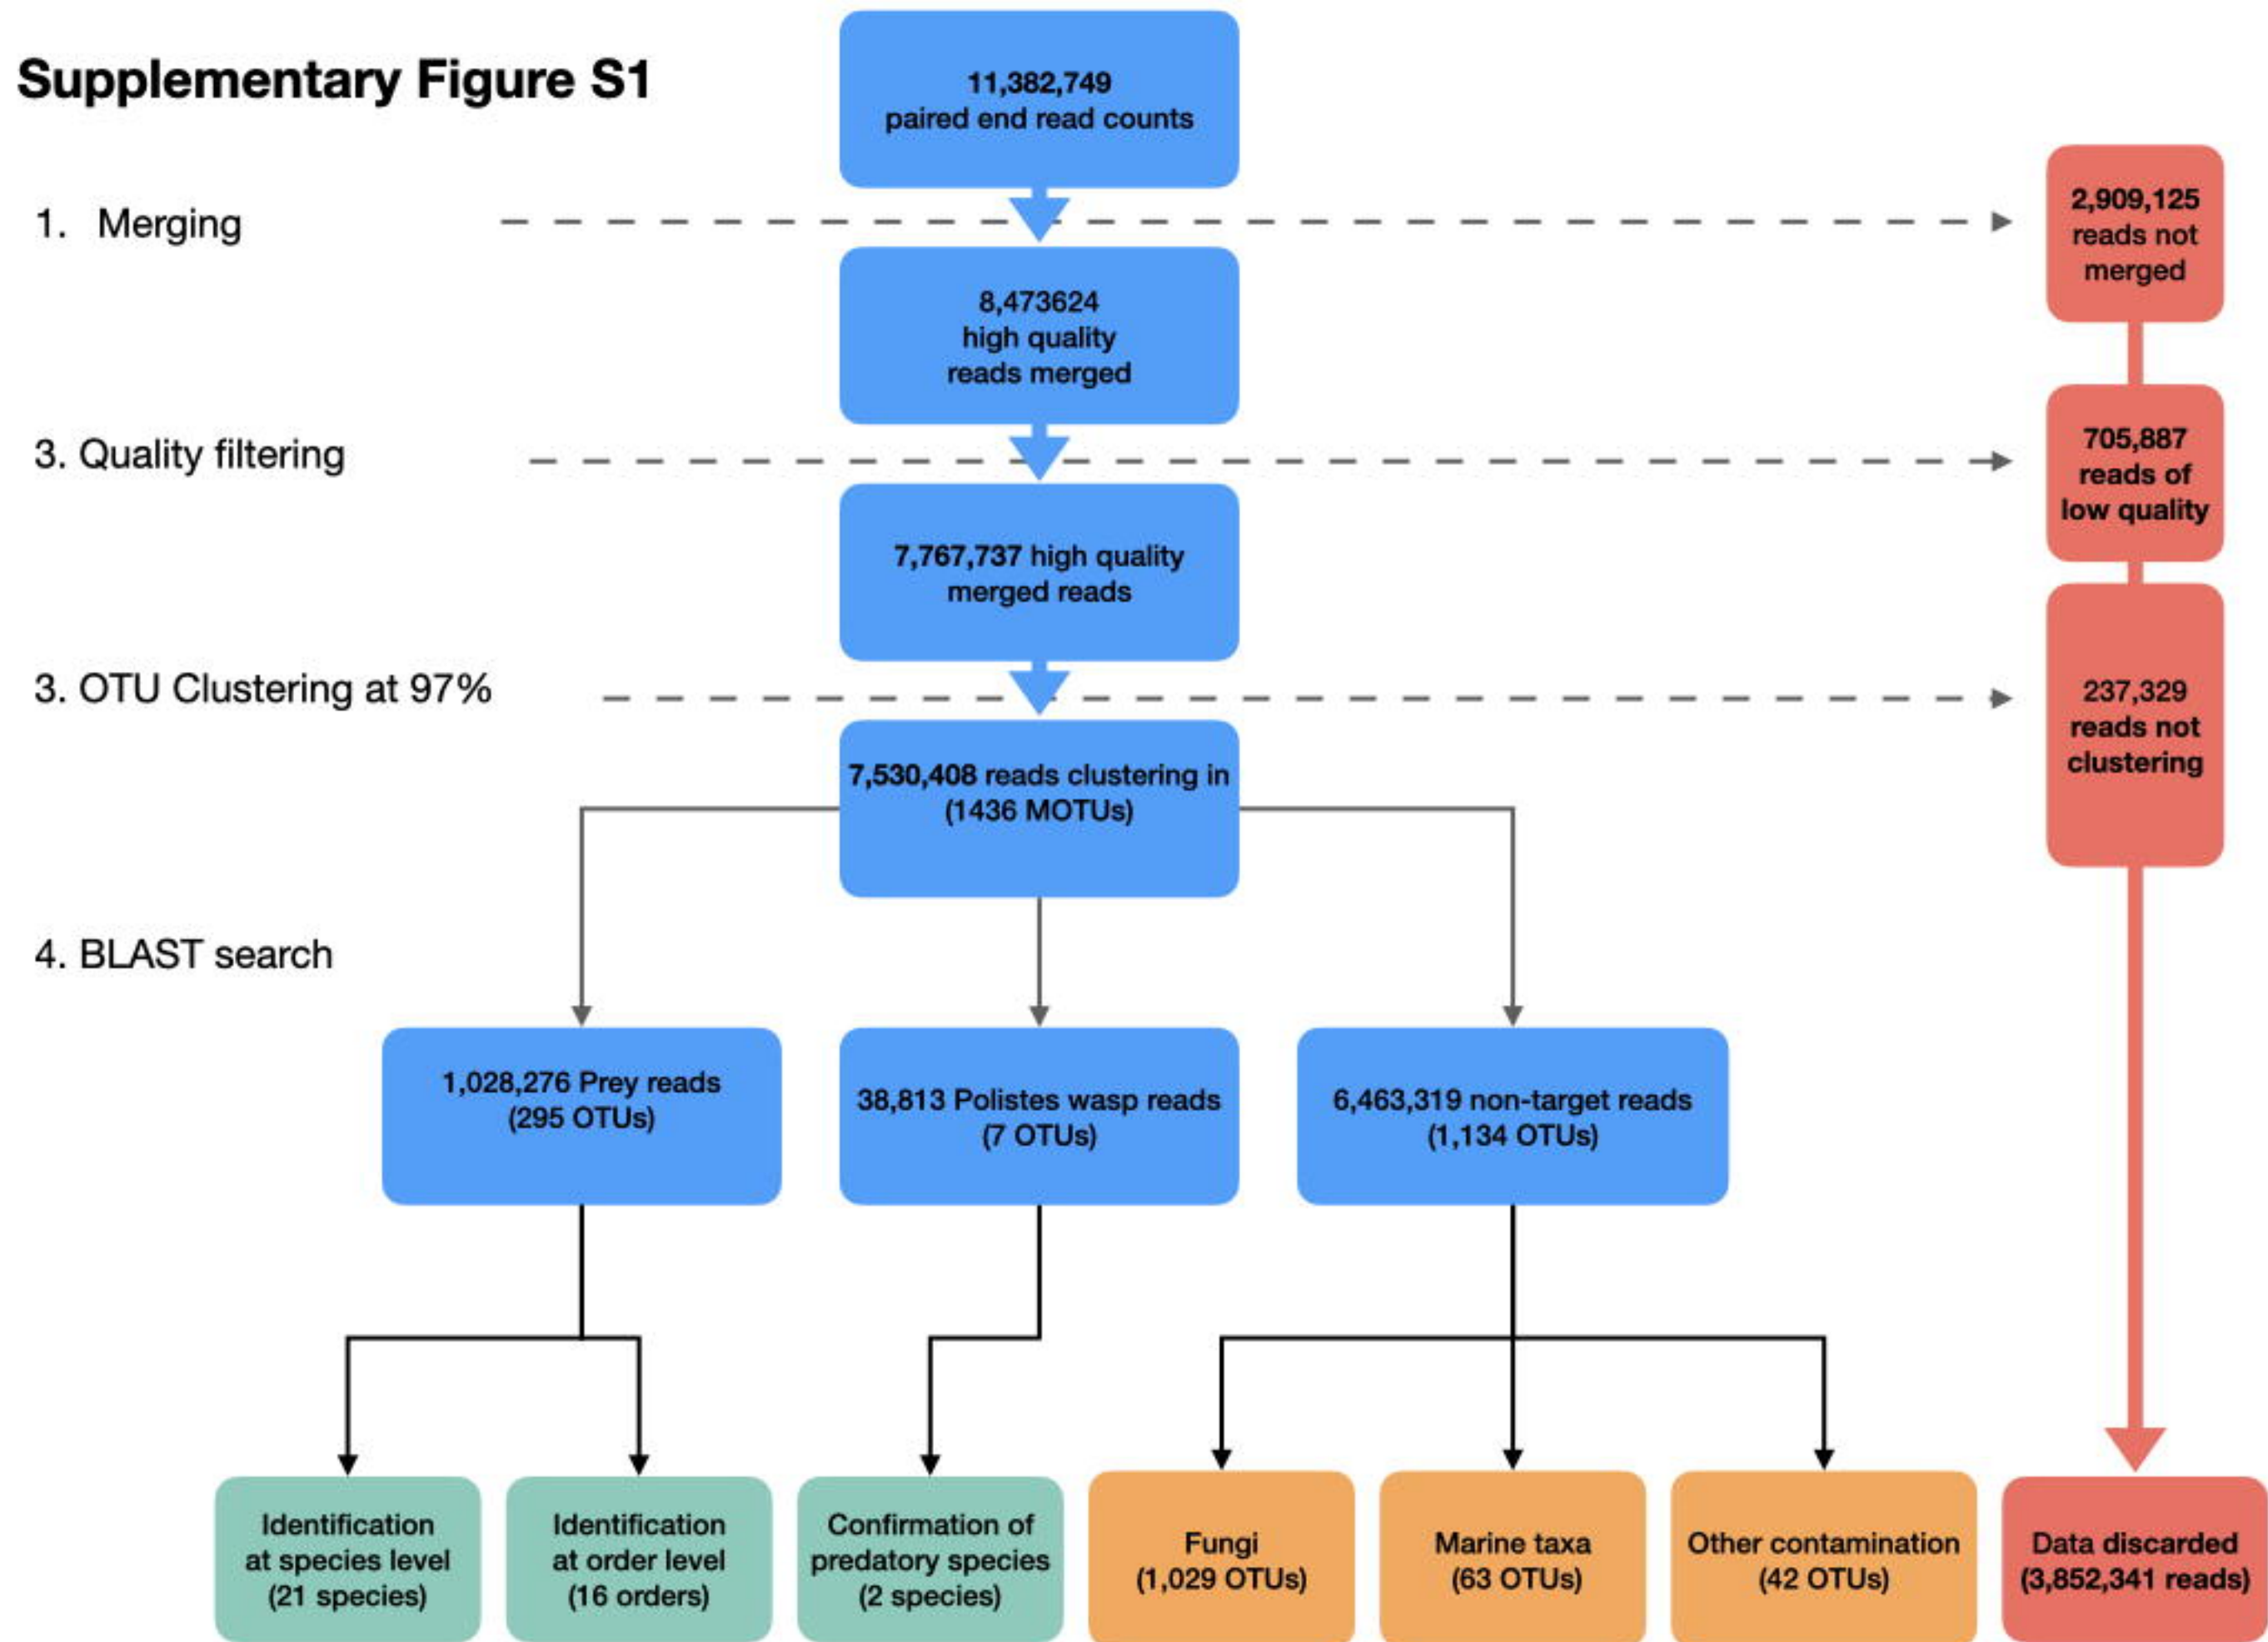 Supplementary Figure S1
11,382,749
paired end read counts
1. Merging
2,909,125
reads not
merged
8,473624
high quality
reads merged
3. Quality filtering
705,887
reads of
low quality
7,767,737 high quality
merged reads
3. OTU Clustering at 97%
237,329
reads not
clustering
7,530,408 reads clustering in
(1436 MOTUs)
4. BLAST search
1,028,276 Prey reads
(295 OTUs)
38,813 Polistes wasp reads
(7 OTUs)
6,463,319 non-target reads
(1,134 OTUs)
Identification
at species level
(21 species)
Identification
at order level
(16 orders)
Confirmation of
predatory species
(2 species)
Fungi
(1,029 OTUs)
Marine taxa
(63 OTUs)
Other contamination
(42 OTUs)
Data discarded
(3,852,341 reads)